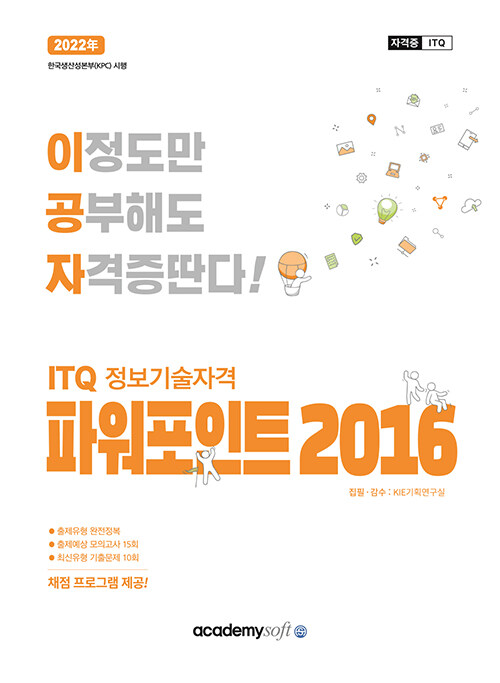 2022年
자격증 ITQ
한국생산성본부(KPC) 시행
이정도만
공부해도
자격증딴다!
ITQ 정보기술자격
파워포인트 2016
집필·감수 : KIE기획연구실
● 출제유형 완전정복
● 출제예상 모의고사 15회
● 최신유형 기출문제 10회
채점 프로그램 제공!
academysoft